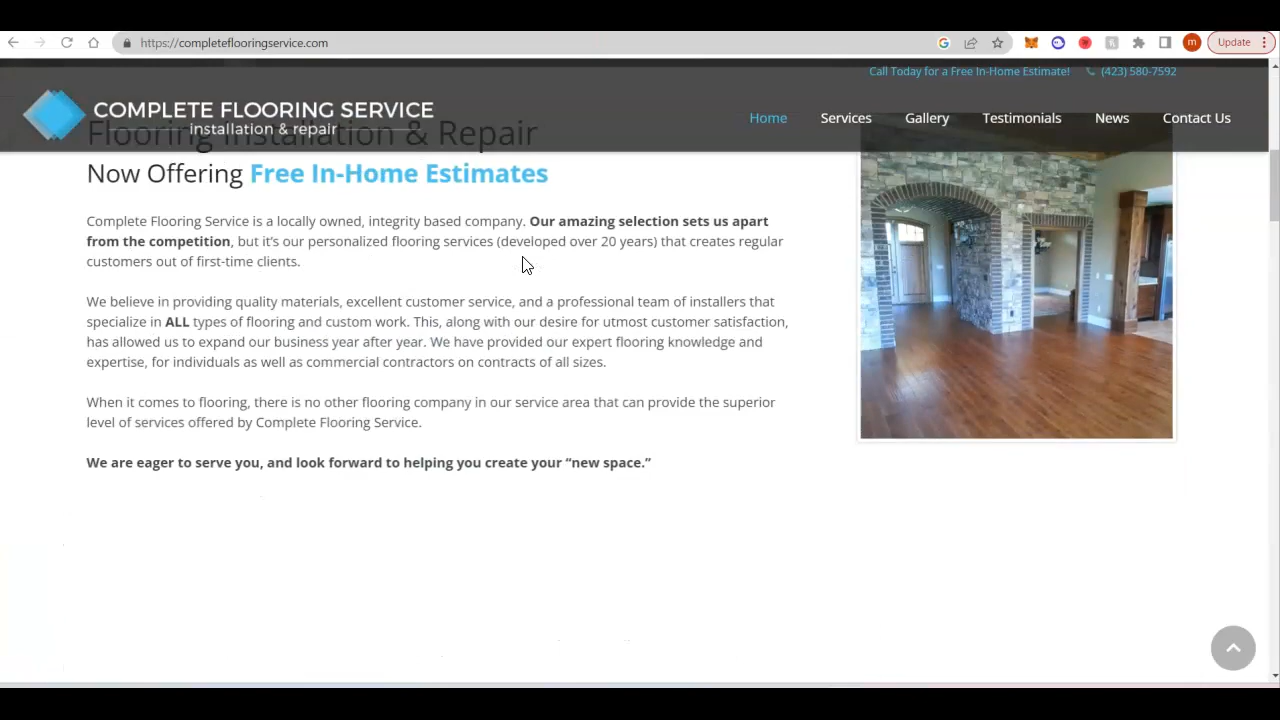 https://completeflooringservice.com
m
Update
Call Today for a Free In-Home Estimate!
(423) 580-7592
COMPLETE FLOORING SERVICE
installation & repair
Home
Services
Gallery
Testimonials
News
Contact Us
Flooring Installation & Repair
Now Offering Free In-Home Estimates
Complete Flooring Service is a locally owned, integrity based company. Our amazing selection sets us apart
from the competition, but it's our personalized flooring services (developed over 20 years) that creates regular
customers out of first-time clients.
We believe in providing quality materials, excellent customer service, and a professional team of installers that
specialize in ALL types of flooring and custom work. This, along with our desire for utmost customer satisfaction,
has allowed us to expand our business year after year. We have provided our expert flooring knowledge and
expertise, for individuals as well as commercial contractors on contracts of all sizes.
When it comes to flooring, there is no other flooring company in our service area that can provide the superior
level of services offered by Complete Flooring Service.
We are eager to serve you, and look forward to helping you create your “new space.”